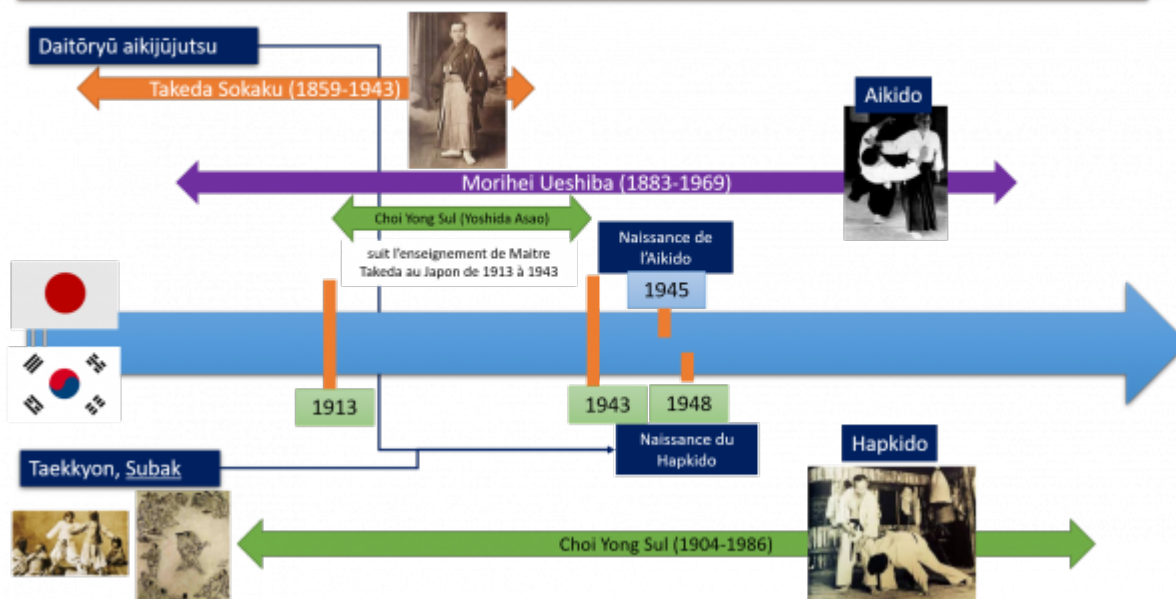 Daitōryū aikijūjutsu
Takeda Sokaku (1859-1943)
Aikido
Morihei Ueshiba (1883-1969)
Choi Yong Sul (Yoshida Asao)
suit l'enseignement de Maitre
Takeda au Japon de 1913 à 1943
Naissance de
l'Aikido
1945
1913
1943
1948
Naissance du
Hapkido
Taekkyon, Subak
Hapkido
Choi Yong Sul (1904-1986)